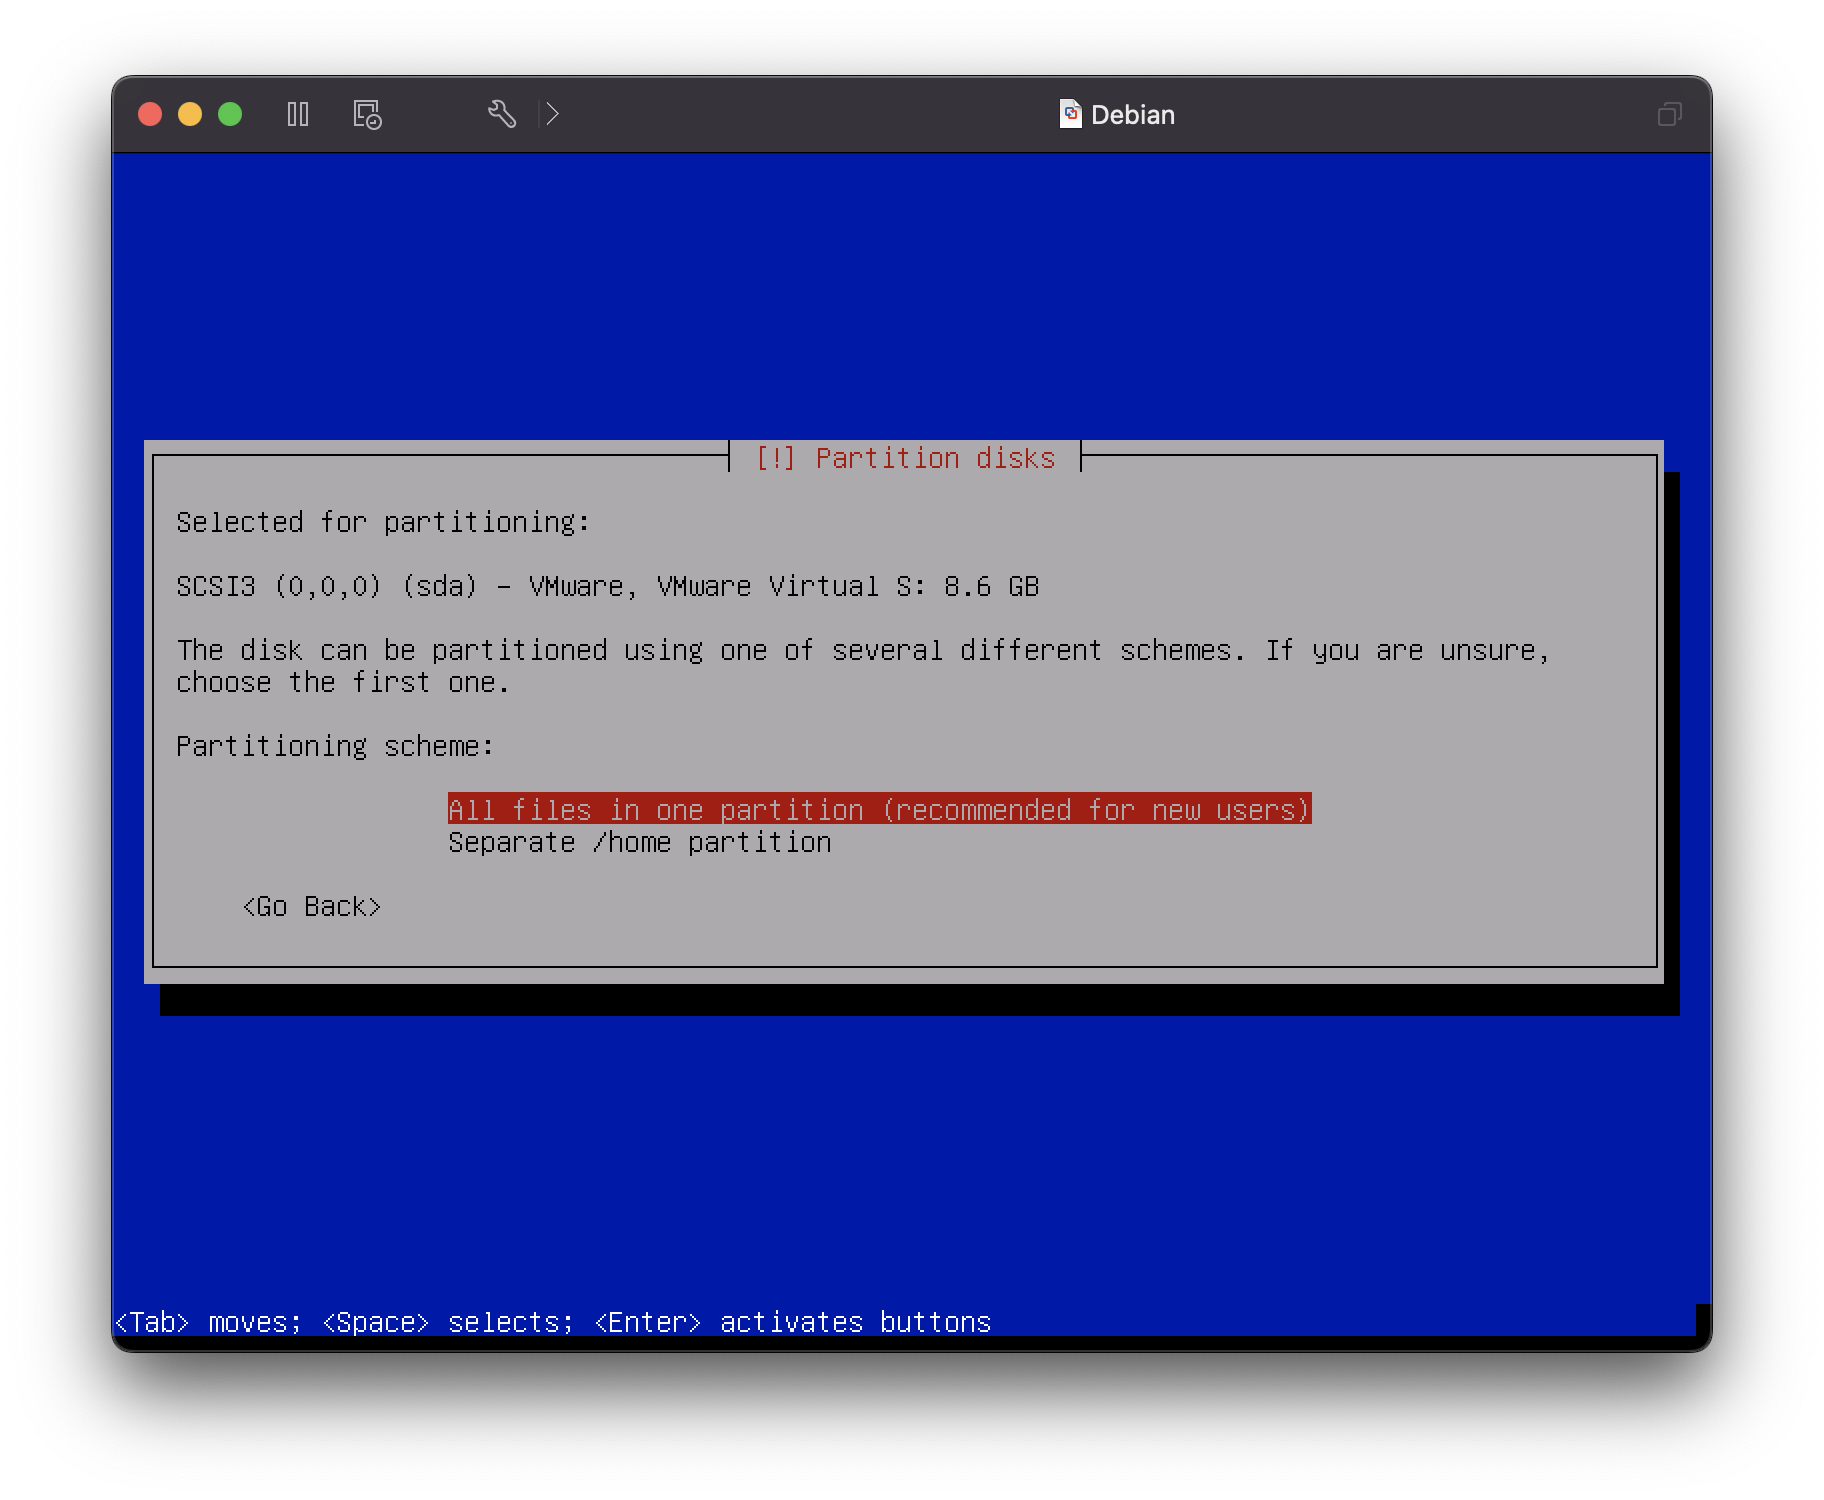 Debian
[!] Partition disks
Selected for partitioning:
SCSI3 (0,0,0) (sda) - VMware, VMware Virtual S: 8.6 GB
The disk can be partitioned using one of several different schemes. If you are unsure,
choose the first one.
Partitioning scheme:
All files in one partition (recommended for new users)
Separate /home partition
<Go Back>
<Tab> moves; <Space> selects; <Enter> activates buttons